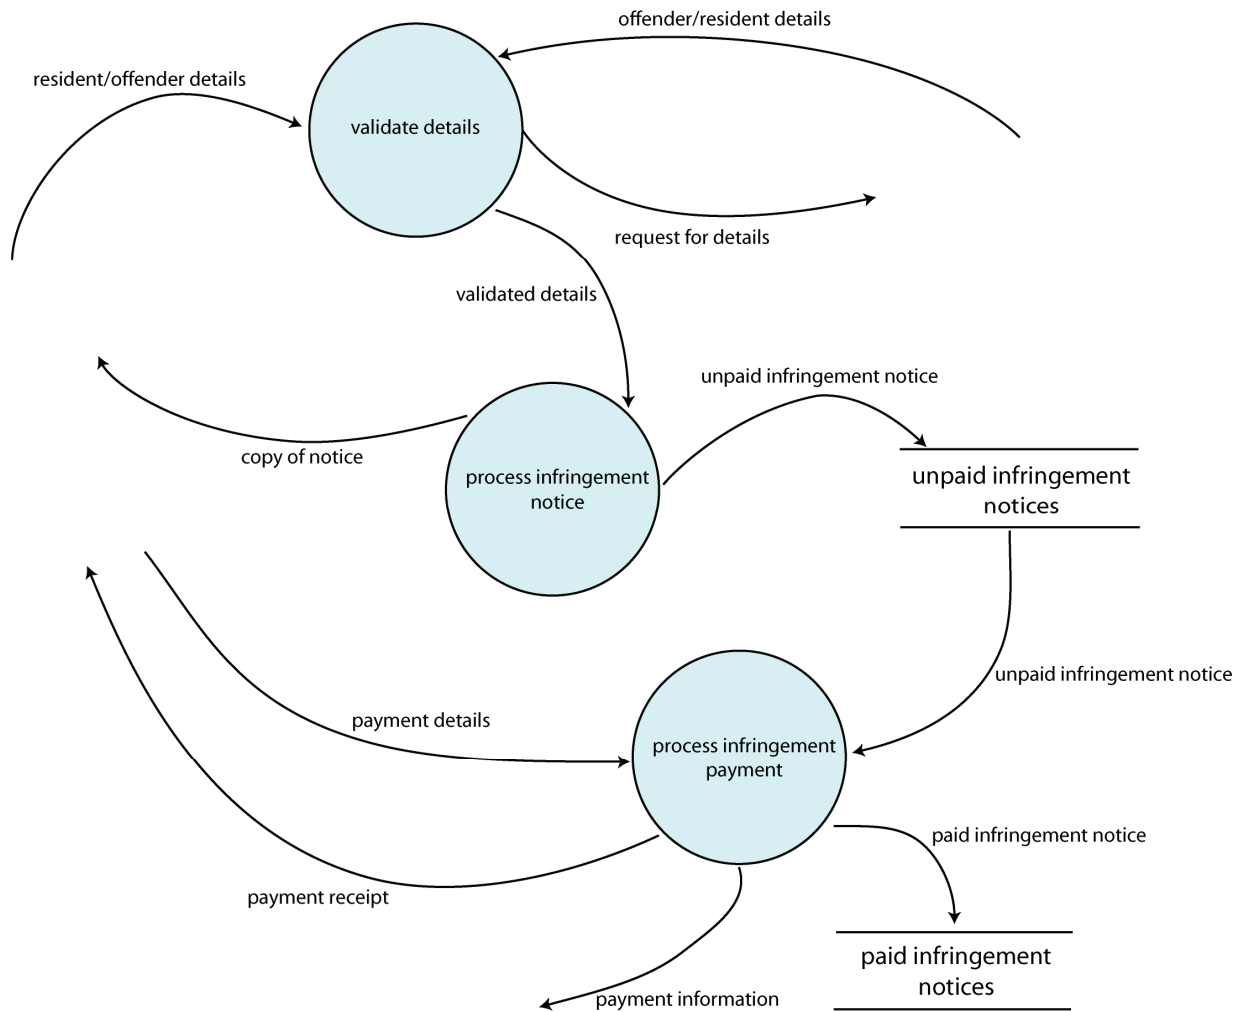 offender/resident details
resident/offender details
validate details
request for details
validated details
unpaid infringement notice
copy of notice
process infringement
notice
unpaid infringement
notices
unpaid infringement notice
payment details
process infringement
payment
paid infringement notice
payment receipt
paid infringement
notices
payment information